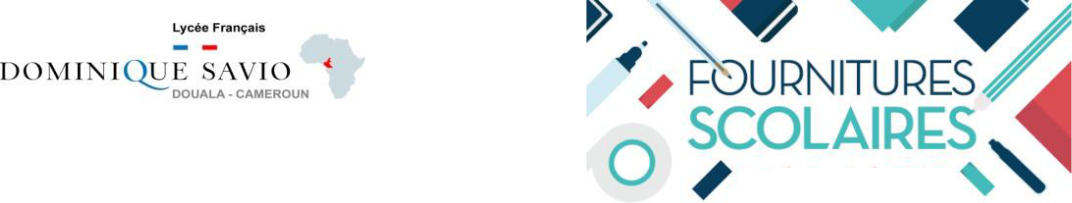 Lycée Français
DOMINIQUE SAVIO
DOUALA - CAMEROUN
FOURNITURES
SCOLAIRES